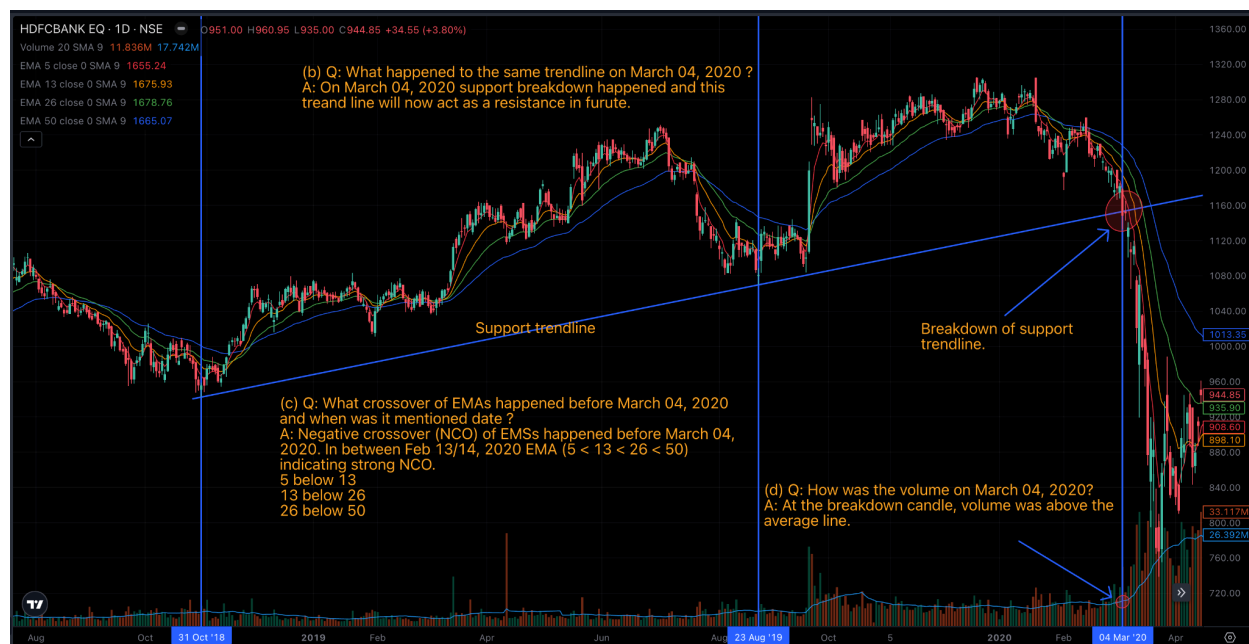 HDFCBANK EQ · 1D · NSE
O951.00 H960.95 L935.00 C944.85 +34.55 (+3.80%)
Volume 20 SMA 9 11.836M 17.742M
EMA 5 close 0 SMA 9 1655.24
EMA 13 close 0 SMA 9 1675.93
EMA 26 close 0 SMA 9 1678.76
EMA 50 close 0 SMA 9 1665.07
(b) Q: What happened to the same trendline on March 04, 2020 ?
A: On March 04, 2020 support breakdown happened and this
treand line will now act as a resistance in furute.
Support trendline
Breakdown of support
trendline.
(c) Q: What crossover of EMAs happened before March 04, 2020
and when was it mentioned date ?
A: Negative crossover (NCO) of EMSs happened before March 04,
2020. In between Feb 13/14, 2020 EMA (5 < 13 < 26 < 50)
indicating strong NCO.
5 below 13
13 below 26
26 below 50
(d) Q: How was the volume on March 04, 2020?
A: At the breakdown candle, volume was above the
average line.
1360.00
1320.00
1280.00
1240.00
1200.00
1160.00
1120.00
1080.00
1040.00
1013.35
1000.00
960.00
944.85
935.90
920.00
908.60
898.10
880.00
840.00
33.117M
800.00
26.392M
760.00
720.00
Aug
Oct
31 Oct '18
2019
Feb
Apr
Jun
Aug
23 Aug '19
Oct
5
2020
Feb
04 Mar '20
Apr